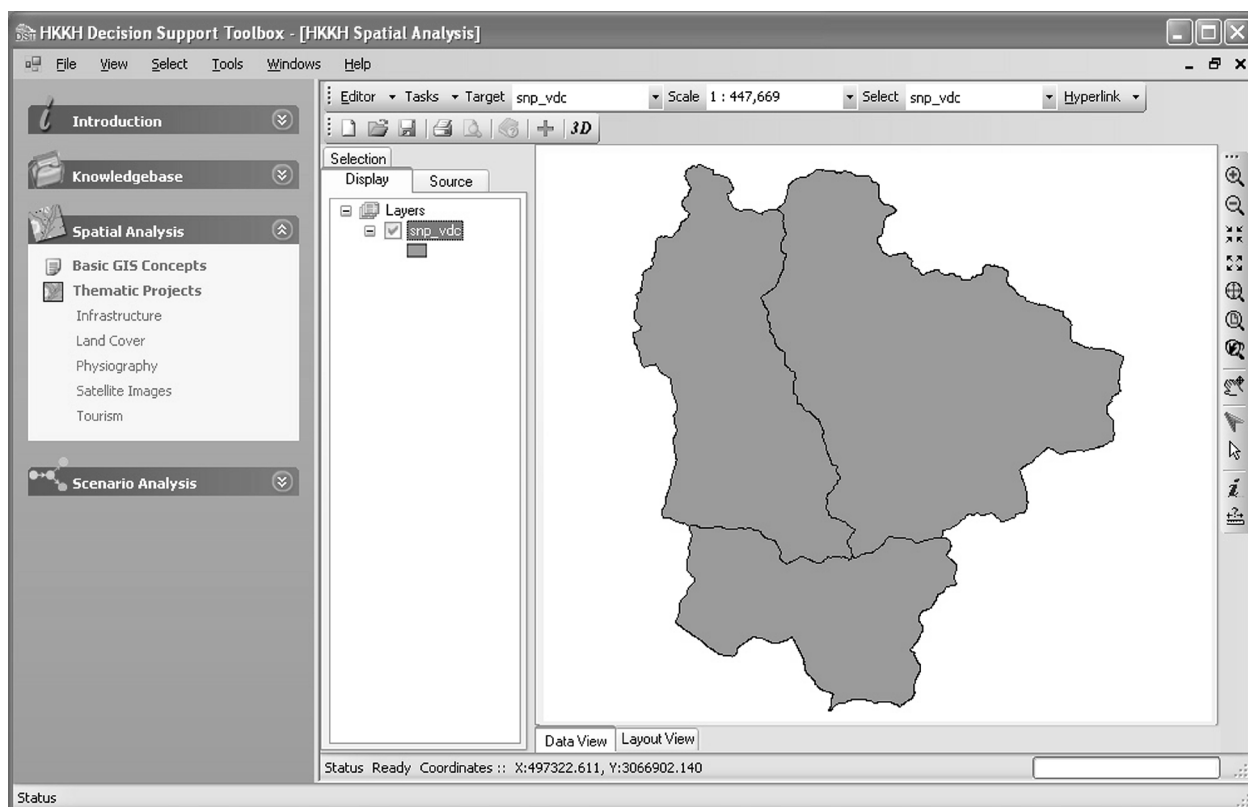 HKKH Decision Support Toolbox - [HKKH Spatial Analysis]
File View Select Tools Windows Help
Editor Tasks Target snp_vdc Scale 1 : 447,669 Select snp_vdc Hyperlink
3D
Introduction
Knowledgebase
Spatial Analysis
Basic GIS Concepts
Thematic Projects
Infrastructure
Land Cover
Physiography
Satellite Images
Tourism
Scenario Analysis
Selection
Display Source
Layers
snp_vdc
Data View Layout View
Status Ready Coordinates :: X:497322.611, Y:3066902.140
Status